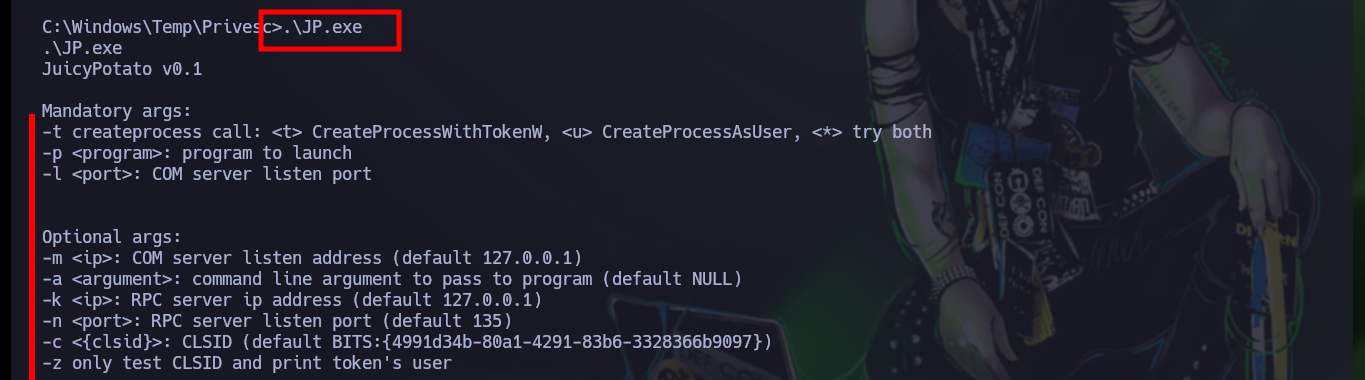 C:\Windows\Temp\Privesc>.\JP.exe
.\JP.exe
JuicyPotato v0.1
Mandatory args:
-t createprocess call: <t> CreateProcessWithTokenW, <u> CreateProcessAsUser, <*> try both
-p <program>: program to launch
-l <port>: COM server listen port
Optional args:
-m <ip>: COM server listen address (default 127.0.0.1)
-a <argument>: command line argument to pass to program (default NULL)
-k <ip>: RPC server ip address (default 127.0.0.1)
-n <port>: RPC server listen port (default 135)
-c <{clsid}>: CLSID (default BITS:{4991d34b-80a1-4291-83b6-3328366b9097})
-z only test CLSID and print token's user
DEF CON
DEF CON